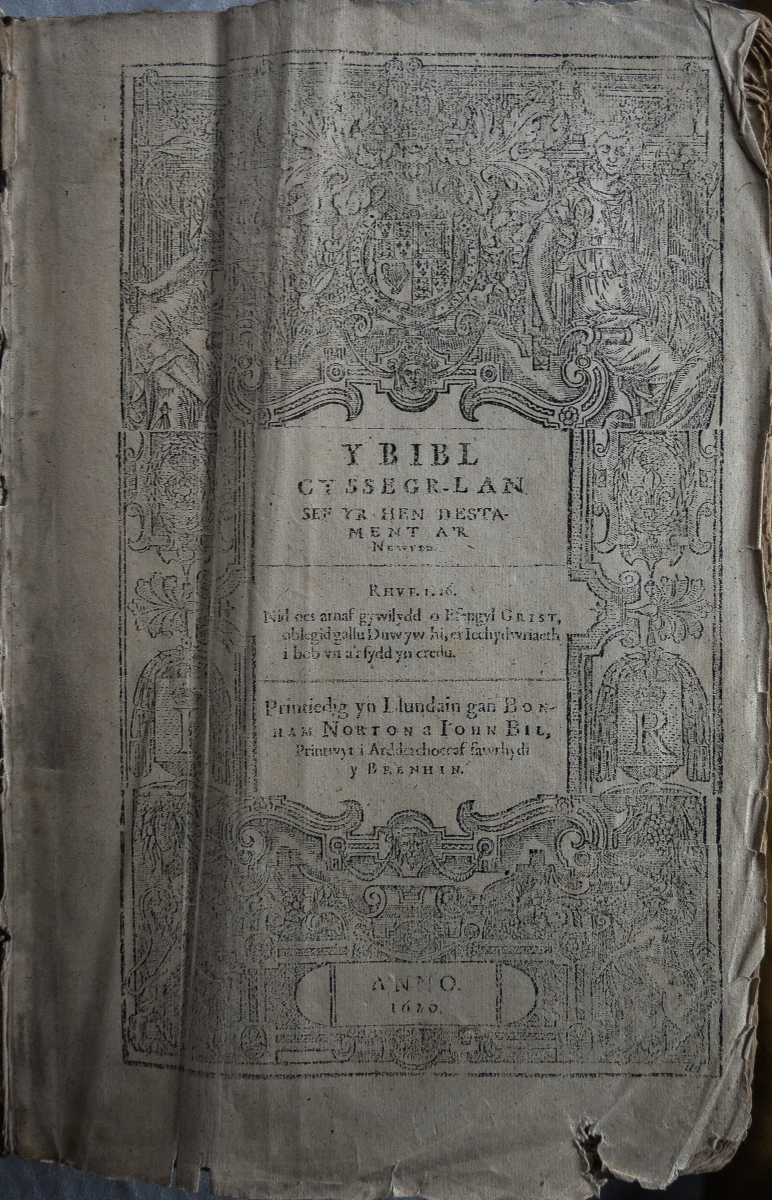 Y BIBL
CYSSEGR-LAN
SEF YR HEN DESTA-
MENT A'R
NEWYDD.
RHVF. 1. 16.
Nid oes arnaf gywilydd o Efengyl GRIST,
oblegid gallu Duw yw hi, er Iechydwriaeth
i bob vn a'r sydd yn credu.
Printiedig yn Llundain gan BON-
HAM NORTON a IOHN BIL,
Printwyr i Ardderchoccaf fawrhydi
y BRENHIN.
I R
ANNO.
1620.